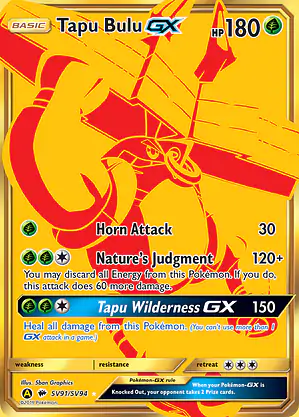 BASIC Tapu Bulu GX HP 180
Horn Attack 30
Nature's Judgment 120+
You may discard all Energy from this Pokémon. If you do,
this attack does 60 more damage.
Tapu Wilderness GX 150
Heal all damage from this Pokémon. (You can't use more than 1
GX attack in a game.)
weakness resistance retreat
Illus. 5ban Graphics
SV91/SV94
©2019 Pokémon
Pokémon-GX rule
When your Pokémon-GX is
Knocked Out, your opponent takes 2 Prize cards.